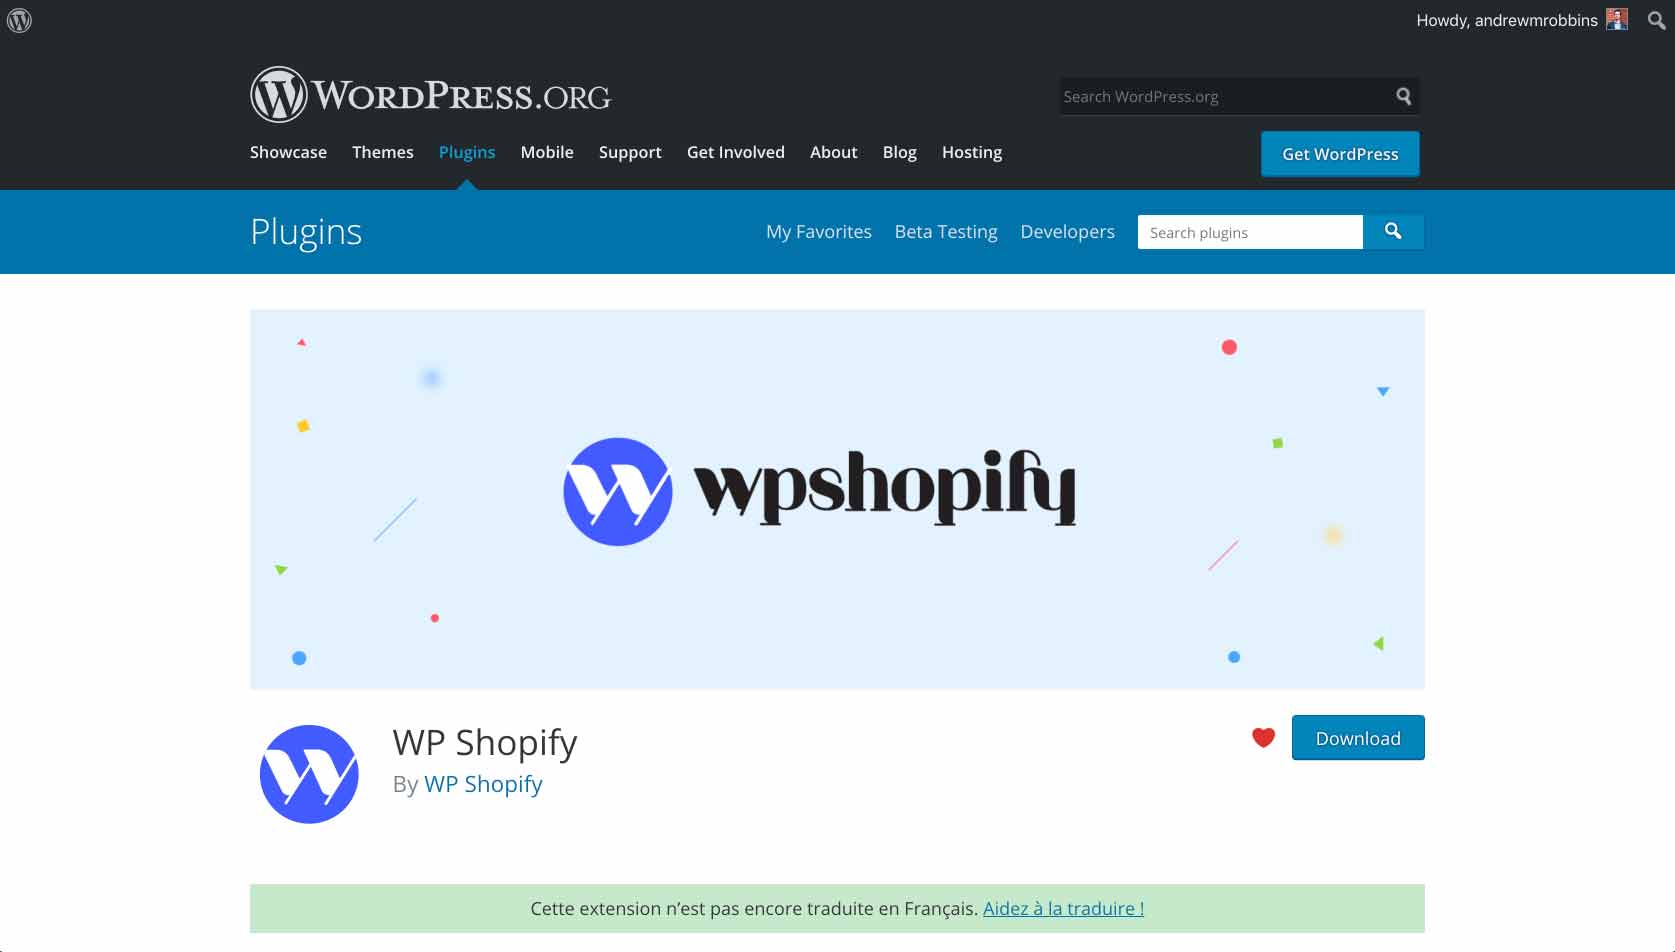 Howdy, andrewmrobbins
WORDPRESS.ORG
Search WordPress.org
Showcase Themes Plugins Mobile Support Get Involved About Blog Hosting
Get WordPress
Plugins
My Favorites Beta Testing Developers
Search plugins
wpshopify
WP Shopify
Download
By WP Shopify
Cette extension n’est pas encore traduite en Français. Aidez à la traduire !